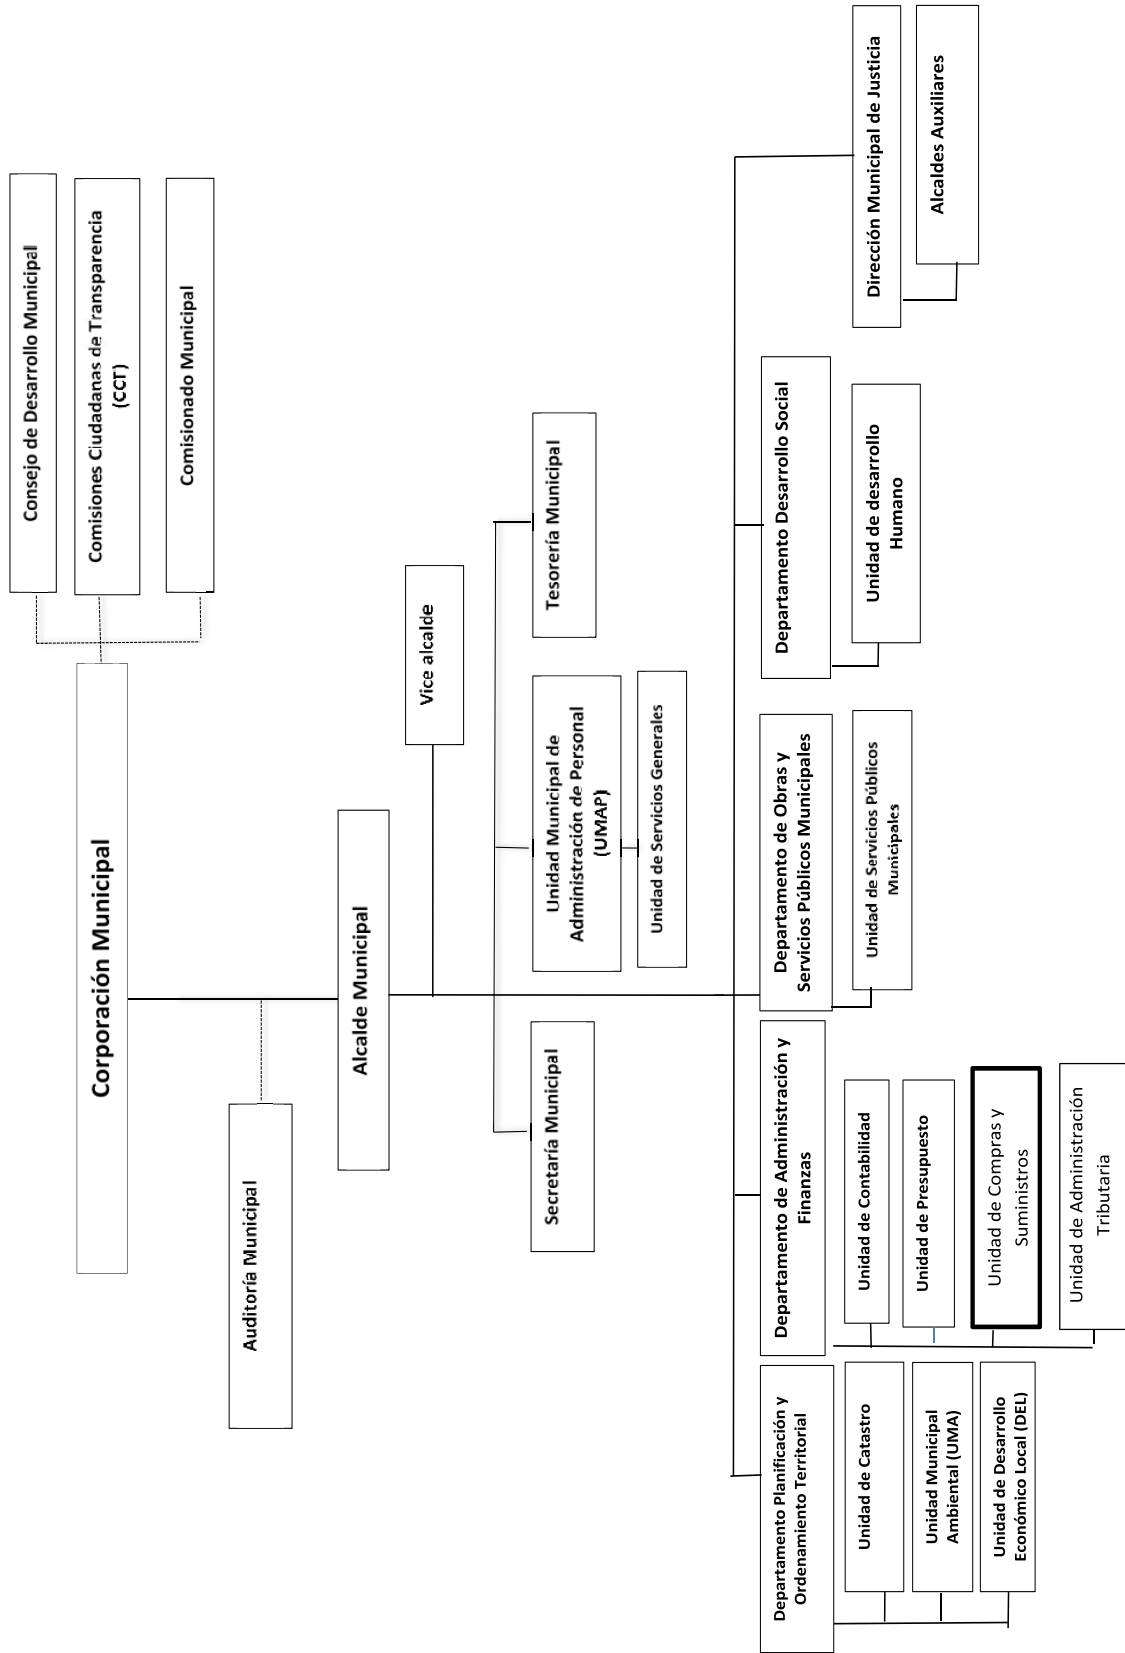 Consejo de Desarrollo Municipal
Comisiones Ciudadanas de Transparencia
(CCT)
Comisionado Municipal
Corporación Municipal
Auditoría Municipal
Alcalde Municipal
Vice alcalde
Secretaría Municipal
Unidad Municipal de
Administración de Personal
(UMAP)
Unidad de Servicios Generales
Tesorería Municipal
Departamento Planificación y
Ordenamiento Territorial
Unidad de Catastro
Unidad Municipal
Ambiental (UMA)
Unidad de Desarrollo
Económico Local (DEL)
Departamento de Administración y
Finanzas
Unidad de Contabilidad
Unidad de Presupuesto
Unidad de Compras y
Suministros
Unidad de Administración
Tributaria
Departamento de Obras y
Servicios Públicos Municipales
Unidad de Servicios Públicos
Municipales
Departamento Desarrollo Social
Unidad de desarrollo
Humano
Dirección Municipal de Justicia
Alcaldes Auxiliares